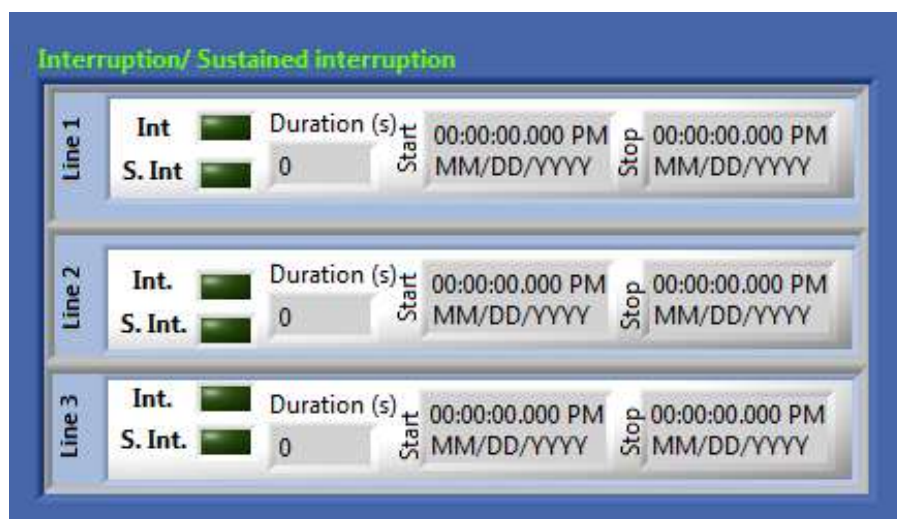 Interruption/ Sustained interruption
Line 1
Int
S. Int
Duration (s)
0
Start
00:00:00.000 PM
MM/DD/YYYY
Stop
00:00:00.000 PM
MM/DD/YYYY
Line 2
Int.
S. Int.
Duration (s)
0
Start
00:00:00.000 PM
MM/DD/YYYY
Stop
00:00:00.000 PM
MM/DD/YYYY
Line 3
Int.
S. Int.
Duration (s)
0
Start
00:00:00.000 PM
MM/DD/YYYY
Stop
00:00:00.000 PM
MM/DD/YYYY